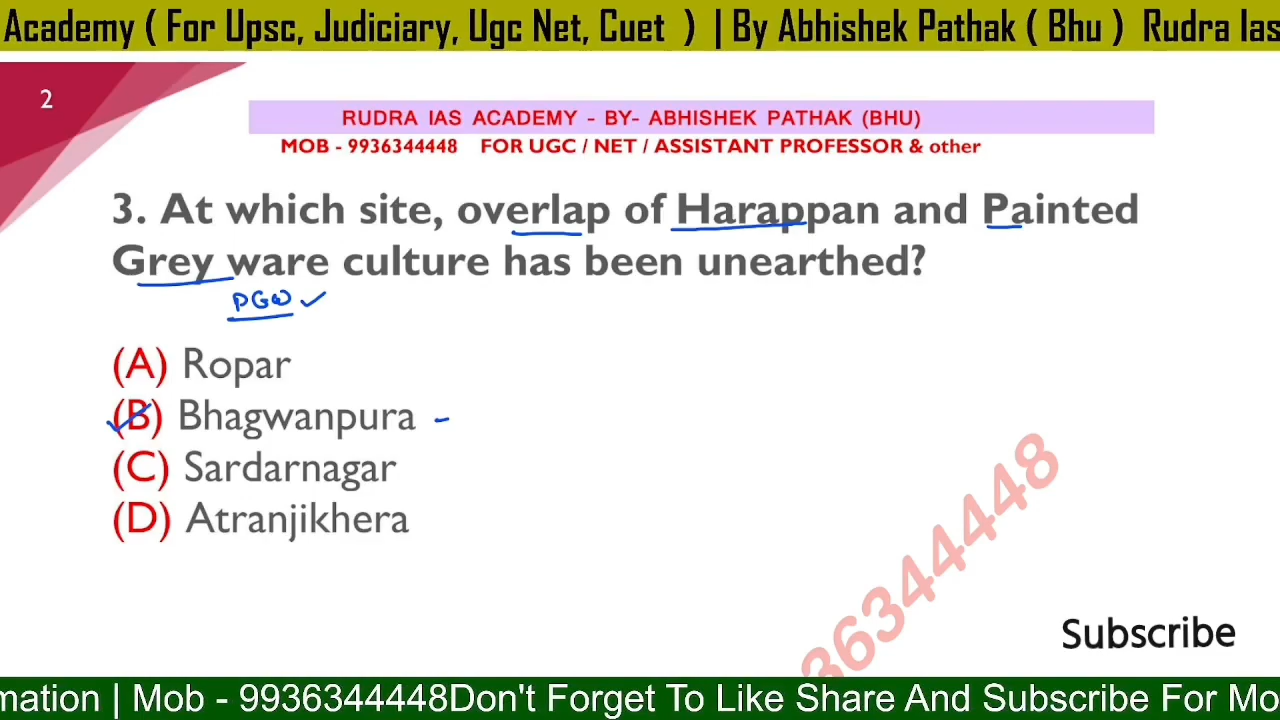 Academy ( For Upsc, Judiciary, Ugc Net, Cuet ) | By Abhishek Pathak ( Bhu ) Rudra Ias
2
RUDRA IAS ACADEMY - BY- ABHISHEK PATHAK (BHU)
MOB - 9936344448 FOR UGC / NET / ASSISTANT PROFESSOR & other
3. At which site, overlap of Harappan and Painted
Grey ware culture has been unearthed?
PGW
(A) Ropar
(B) Bhagwanpura -
(C) Sardarnagar
(D) Atranjikhera
36344448
Subscribe
mation | Mob - 9936344448Don't Forget To Like Share And Subscribe For Mo